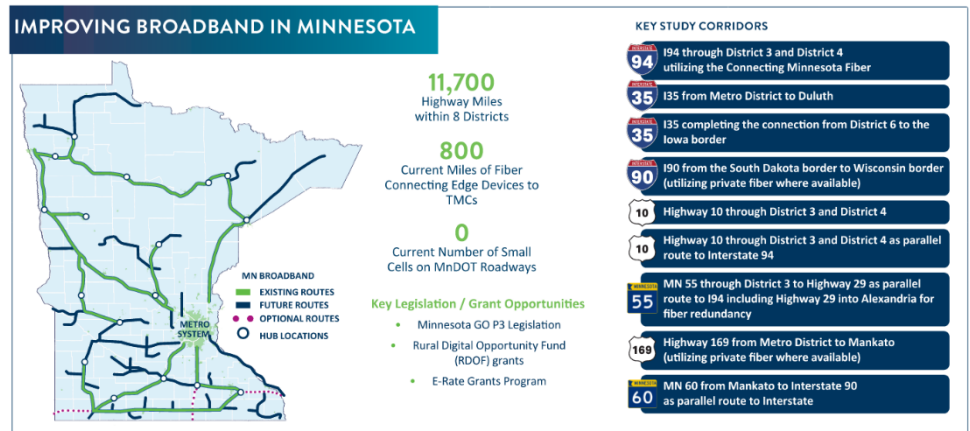 IMPROVING BROADBAND IN MINNESOTA
11,700
Highway Miles
within 8 Districts
800
Current Miles of Fiber
Connecting Edge Devices to
TMCs
0
Current Number of Small
Cells on MnDOT Roadways
Key Legislation / Grant Opportunities
• Minnesota GO P3 Legislation
• Rural Digital Opportunity Fund
(RDOF) grants
• E-Rate Grants Program
MN BROADBAND
EXISTING ROUTES
FUTURE ROUTES
OPTIONAL ROUTES
HUB LOCATIONS
METRO
SYSTEM
KEY STUDY CORRIDORS
94
I94 through District 3 and District 4
utilizing the Connecting Minnesota Fiber
35
I35 from Metro District to Duluth
35
I35 completing the connection from District 6 to the
Iowa border
90
I90 from the South Dakota border to Wisconsin border
(utilizing private fiber where available)
10
Highway 10 through District 3 and District 4
10
Highway 10 through District 3 and District 4 as parallel
route to Interstate 94
MINNESOTA
55
MN 55 through District 3 to Highway 29 as parallel
route to I94 including Highway 29 into Alexandria for
fiber redundancy
169
Highway 169 from Metro District to Mankato
(utilizing private fiber where available)
MINNESOTA
60
MN 60 from Mankato to Interstate 90
as parallel route to Interstate